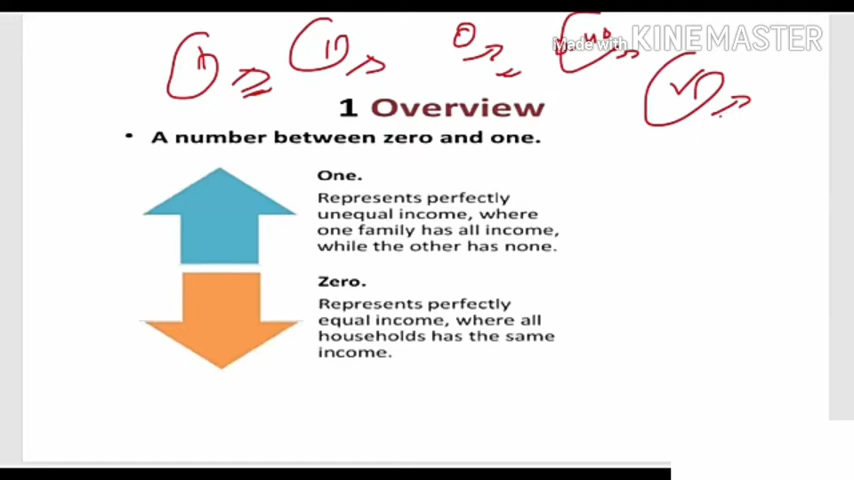 Made with KINEMASTER
1 Overview
• A number between zero and one.
One.
Represents perfectly
unequal income, where
one family has all income,
while the other has none.
Zero.
Represents perfectly
equal income, where all
households has the same
income.